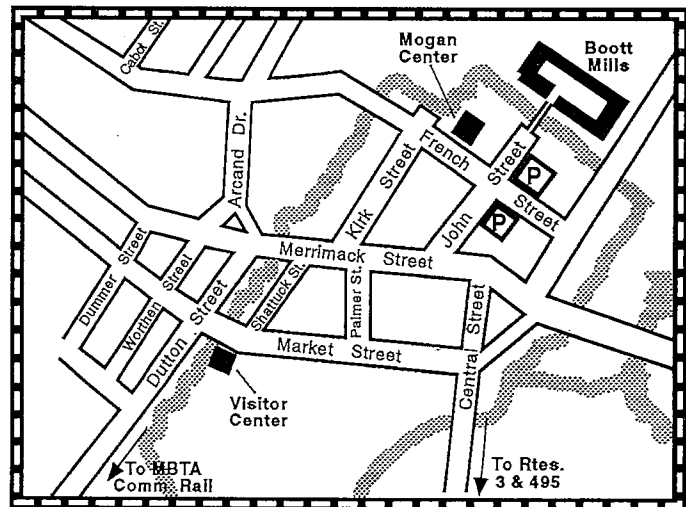 Cabot St.
Mogan
Center
Boott
Mills
Arcand Dr.
French
Street
Kirk
Street
John
Street
P
P
Merrimack Street
Dummer
Street
Worthen
Street
Dutton
Street
Shattuck St.
Palmer St.
Market Street
Central
Street
Visitor
Center
To MBTA
Comm. Rail
To Rtes.
3 & 495